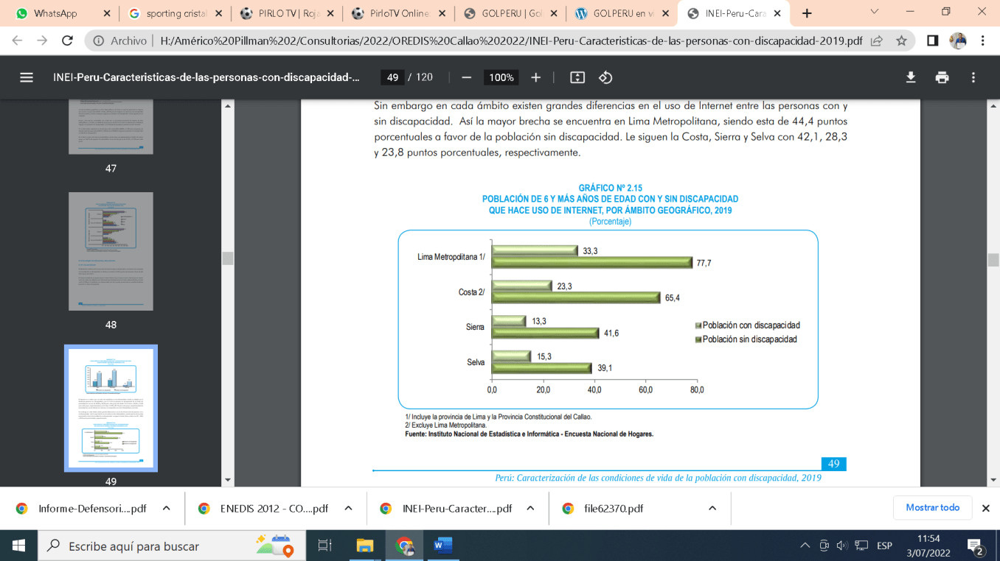 WhatsApp
sporting cristal
PIRLO TV | Roja
PirloTV Online
GOLPERU | Gol
GOLPERU en vi
INEI-Peru-Cara
Archivo
H:/Américo%20Pillman%202/Consultorias/2022/OREDIS%20Callao%202022/INEI-Peru-Caracteristicas-de-las-personas-con-discapacidad-2019.pdf
INEI-Peru-Caracteristicas-de-las-personas-con-discapacidad-...
49 / 120
100%
47
48
49
Sin embargo en cada ámbito existen grandes diferencias en el uso de Internet entre las personas con y
sin discapacidad. Así la mayor brecha se encuentra en Lima Metropolitana, siendo esta de 44,4 puntos
porcentuales a favor de la población sin discapacidad. Le siguen la Costa, Sierra y Selva con 42,1, 28,3
y 23,8 puntos porcentuales, respectivamente.
GRÁFICO Nº 2.15
POBLACIÓN DE 6 Y MÁS AÑOS DE EDAD CON Y SIN DISCAPACIDAD
QUE HACE USO DE INTERNET, POR ÁMBITO GEOGRÁFICO, 2019
(Porcentaje)
Lima Metropolitana 1/
33,3
77,7
Costa 2/
23,3
65,4
Sierra
13,3
41,6
Selva
15,3
39,1
Población con discapacidad
Población sin discapacidad
0,0 20,0 40,0 60,0 80,0
1/ Incluye la provincia de Lima y la Provincia Constitucional del Callao.
2/ Excluye Lima Metropolitana.
Fuente: Instituto Nacional de Estadística e Informática - Encuesta Nacional de Hogares.
49
Perú: Caracterización de las condiciones de vida de la población con discapacidad, 2019
Informe-Defensori....pdf
ENEDIS 2012 - CO....pdf
INEI-Peru-Caracter....pdf
file62370.pdf
Mostrar todo
Escribe aquí para buscar
ESP
11:54
3/07/2022
2